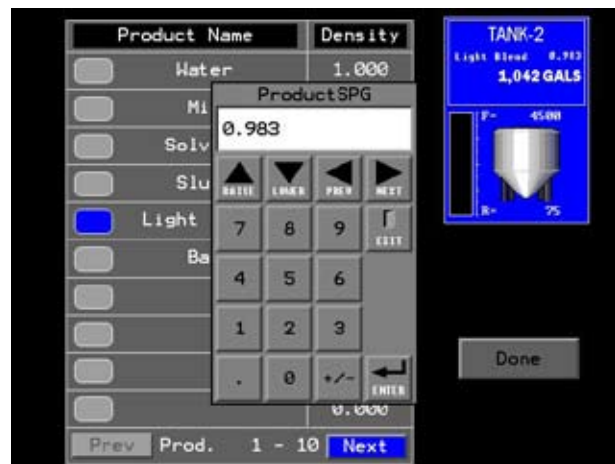 Product Name Density
Water 1.000
Mi
Solv
Slu
Light
Ba
0.000
Prev Prod. 1 - 10 Next
ProductSPG
0.983
RAISE LOWER PREV NEXT
7 8 9 EXIT
4 5 6
1 2 3
. 0 +/- ENTER
TANK-2
Light Blend 0.983
1,042 GALS
F- 4500
R- 75
Done